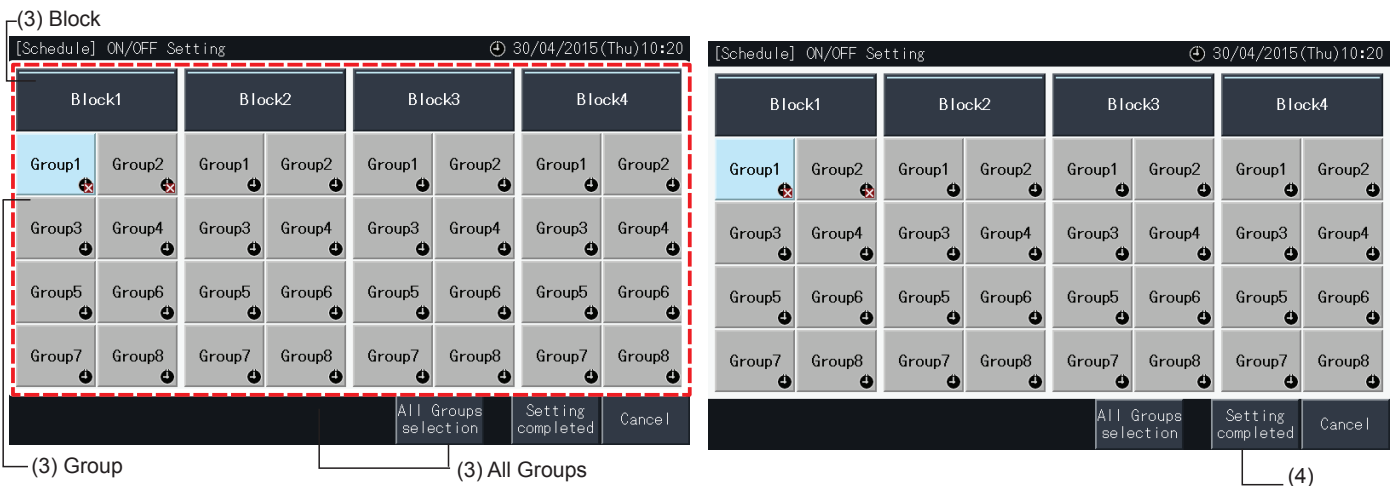 (3) Block
[Schedule] ON/OFF Setting 30/04/2015(Thu)10:20
Block1 Block2 Block3 Block4
Group1 Group2 Group1 Group2 Group1 Group2 Group1 Group2
Group3 Group4 Group3 Group4 Group3 Group4 Group3 Group4
Group5 Group6 Group5 Group6 Group5 Group6 Group5 Group6
Group7 Group8 Group7 Group8 Group7 Group8 Group7 Group8
All Groups selection Setting completed Cancel
(3) Group
(3) All Groups
[Schedule] ON/OFF Setting 30/04/2015(Thu)10:20
Block1 Block2 Block3 Block4
Group1 Group2 Group1 Group2 Group1 Group2 Group1 Group2
Group3 Group4 Group3 Group4 Group3 Group4 Group3 Group4
Group5 Group6 Group5 Group6 Group5 Group6 Group5 Group6
Group7 Group8 Group7 Group8 Group7 Group8 Group7 Group8
All Groups selection Setting completed Cancel
(4)